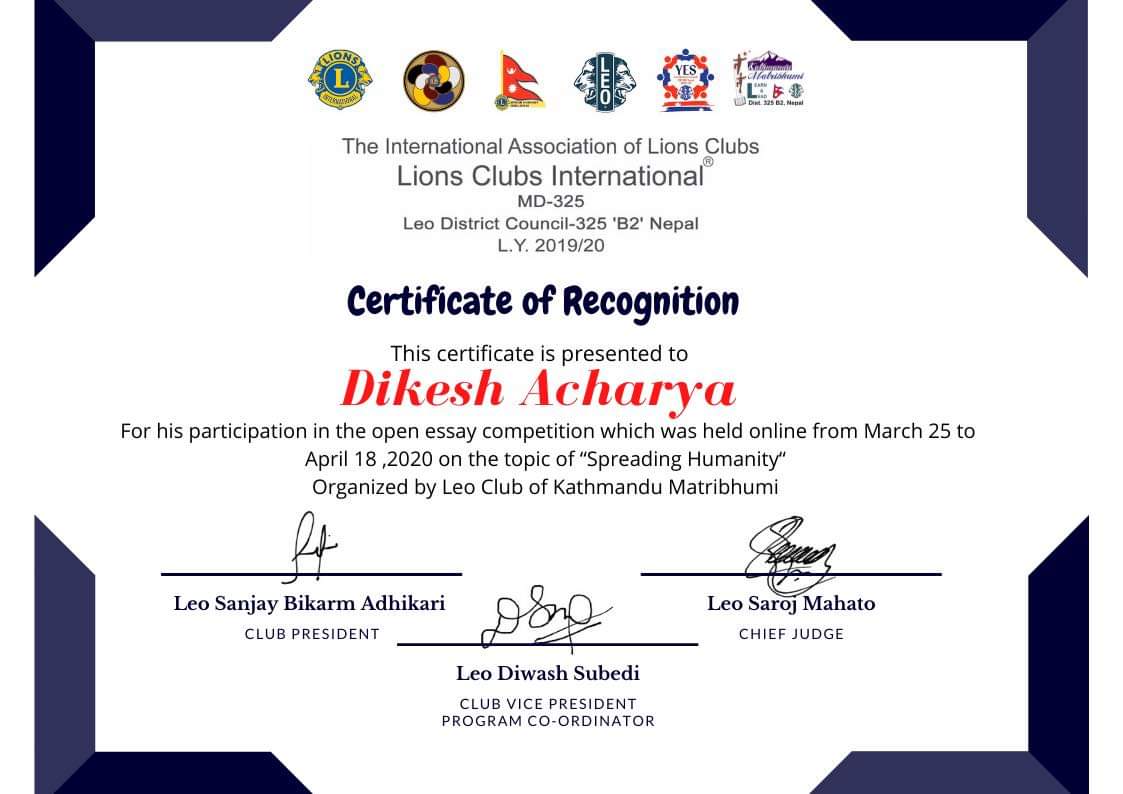 LIONS
L
INTERNATIONAL
LEO
YES
Kathmandu
Matribhumi
LEARN
&
LEAD
Dist. 325 B2, Nepal
The International Association of Lions Clubs
Lions Clubs International®
MD-325
Leo District Council-325 'B2' Nepal
L.Y. 2019/20
Certificate of Recognition
This certificate is presented to
Dikesh Acharya
For his participation in the open essay competition which was held online from March 25 to
April 18 ,2020 on the topic of “Spreading Humanity“
Organized by Leo Club of Kathmandu Matribhumi
Leo Sanjay Bikarm Adhikari
CLUB PRESIDENT
Leo Saroj Mahato
CHIEF JUDGE
Leo Diwash Subedi
CLUB VICE PRESIDENT
PROGRAM CO-ORDINATOR